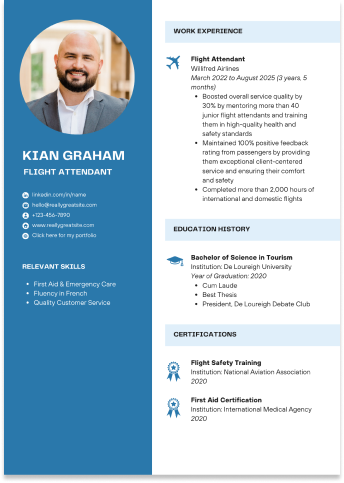 KIAN GRAHAM
FLIGHT ATTENDANT
linkedin.com/in/name
hello@reallygreatsite.com
+123-456-7890
www.reallygreatsite.com
Click here for my portfolio
RELEVANT SKILLS
First Aid & Emergency Care
Fluency in French
Quality Customer Service
WORK EXPERIENCE
Flight Attendant
Willifred Airlines
March 2022 to August 2025 (3 years, 5
months)
Boosted overall service quality by
30% by mentoring more than 40
junior flight attendants and training
them in high-quality health and
safety standards
Maintained 100% positive feedback
rating from passengers by providing
them exceptional client-centered
service and ensuring their comfort
and safety
Completed more than 2,000 hours of
international and domestic flights
EDUCATION HISTORY
Bachelor of Science in Tourism
Institution: De Loureigh University
Year of Graduation: 2020
Cum Laude
Best Thesis
President, De Loureigh Debate Club
CERTIFICATIONS
Flight Safety Training
Institution: National Aviation Association
2020
First Aid Certification
Institution: International Medical Agency
2020